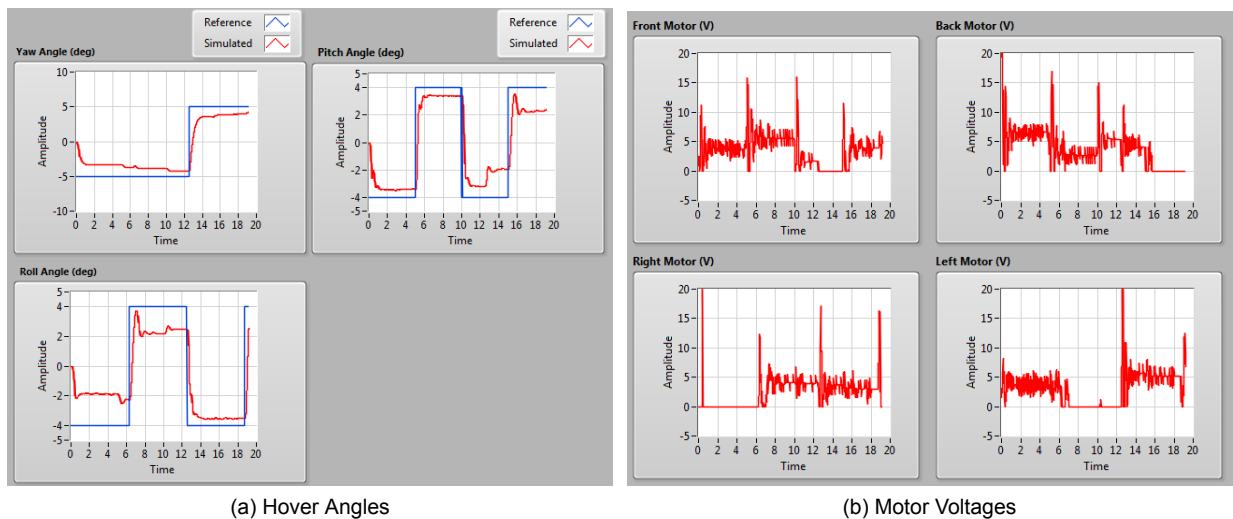 Reference
Simulated
Reference
Simulated
Yaw Angle (deg)
Pitch Angle (deg)
Amplitude
10
5
0
-5
-10
0 2 4 6 8 10 12 14 16 18 20
Time
Amplitude
5
4
2
0
-2
-4
-5
0 2 4 6 8 10 12 14 16 18 20
Time
Roll Angle (deg)
Amplitude
5
4
2
0
-2
-4
-5
0 2 4 6 8 10 12 14 16 18 20
Time
(a) Hover Angles
Front Motor (V)
Amplitude
20
15
10
5
0
-5
0 2 4 6 8 10 12 14 16 18 20
Time
Back Motor (V)
Amplitude
20
15
10
5
0
-5
0 2 4 6 8 10 12 14 16 18 20
Time
Right Motor (V)
Amplitude
20
15
10
5
0
-5
0 2 4 6 8 10 12 14 16 18 20
Time
Left Motor (V)
Amplitude
20
15
10
5
0
-5
0 2 4 6 8 10 12 14 16 18 20
Time
(b) Motor Voltages